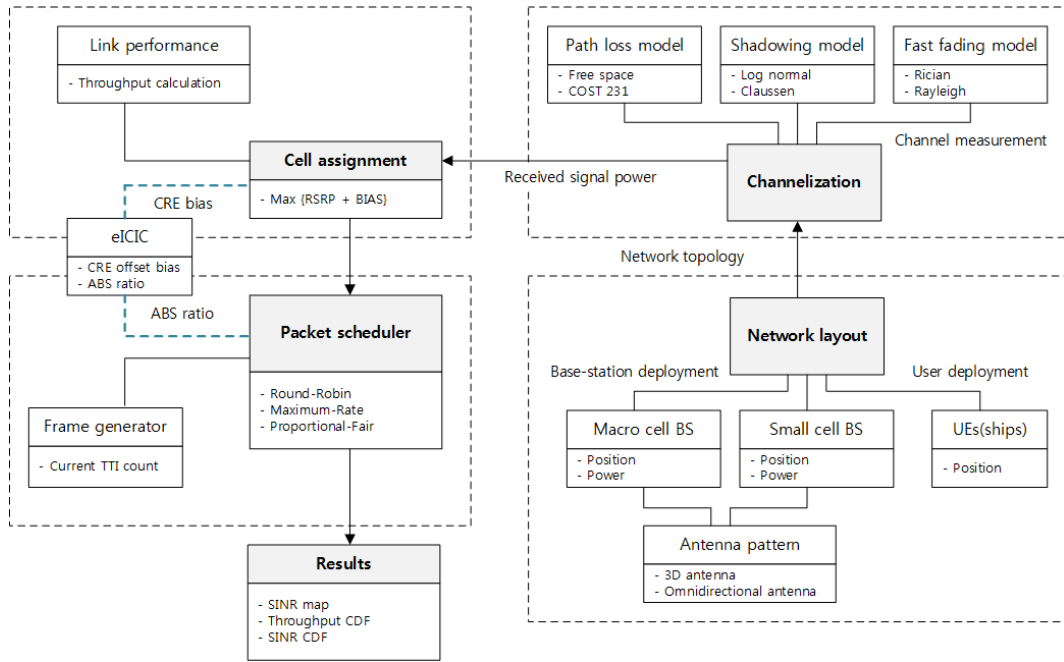 Link performance
- Throughput calculation
Cell assignment
- Max {RSRP + BIAS}
CRE bias
eICIC
- CRE offset bias
- ABS ratio
ABS ratio
Packet scheduler
- Round-Robin
- Maximum-Rate
- Proportional-Fair
Frame generator
- Current TTI count
Results
- SINR map
- Throughput CDF
- SINR CDF
Path loss model
- Free space
- COST 231
Shadowing model
- Log normal
- Claussen
Fast fading model
- Rician
- Rayleigh
Channel measurement
Received signal power
Channelization
Network topology
Network layout
Base-station deployment
User deployment
Macro cell BS
- Position
- Power
Small cell BS
- Position
- Power
UEs(ships)
- Position
Antenna pattern
- 3D antenna
- Omnidirectional antenna